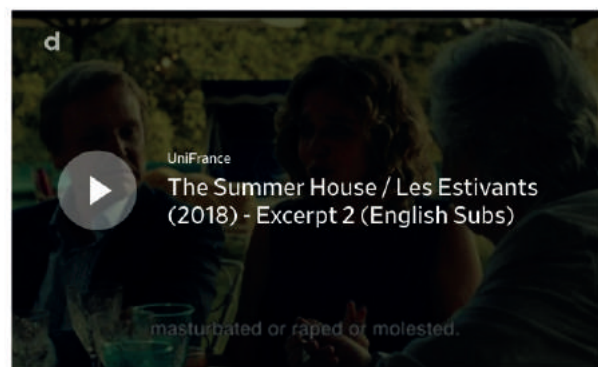 d
UniFrance
The Summer House / Les Estivants
(2018) - Excerpt 2 (English Subs)
masturbated or raped or molested.